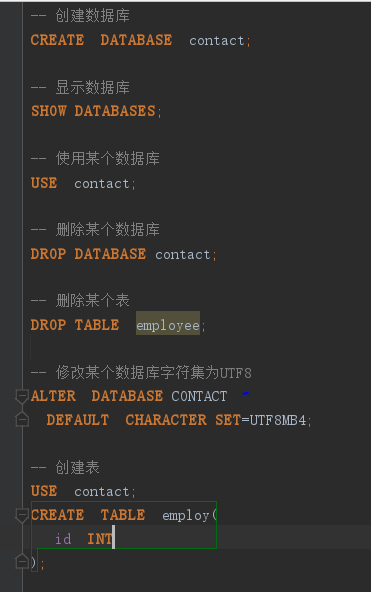 -- 创建数据库
CREATE DATABASE contact;
-- 显示数据库
SHOW DATABASES;
-- 使用某个数据库
USE contact;
-- 删除某个数据库
DROP DATABASE contact;
-- 删除某个表
DROP TABLE employee;
-- 修改某个数据库字符集为UTF8
ALTER DATABASE CONTACT
DEFAULT CHARACTER SET=UTF8MB4;
-- 创建表
USE contact;
CREATE TABLE employ(
id INT
);